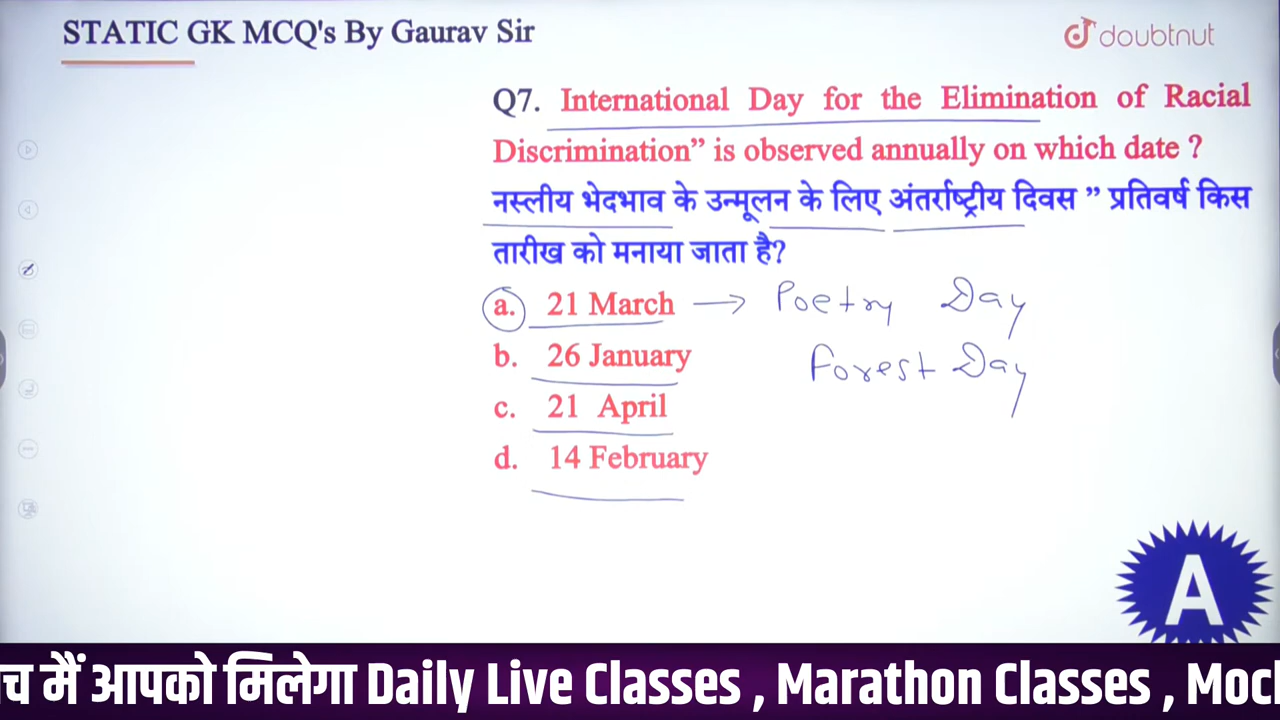 STATIC GK MCQ's By Gaurav Sir
doubtnut
Q7. International Day for the Elimination of Racial
Discrimination” is observed annually on which date ?
नस्लीय भेदभाव के उन्मूलन के लिए अंतर्राष्ट्रीय दिवस ” प्रतिवर्ष किस
तारीख को मनाया जाता है?
a. 21 March → Poetry Day
b. 26 January Forest Day
c. 21 April
d. 14 February
A
च मैं आपको मिलेगा Daily Live Classes , Marathon Classes , Moc